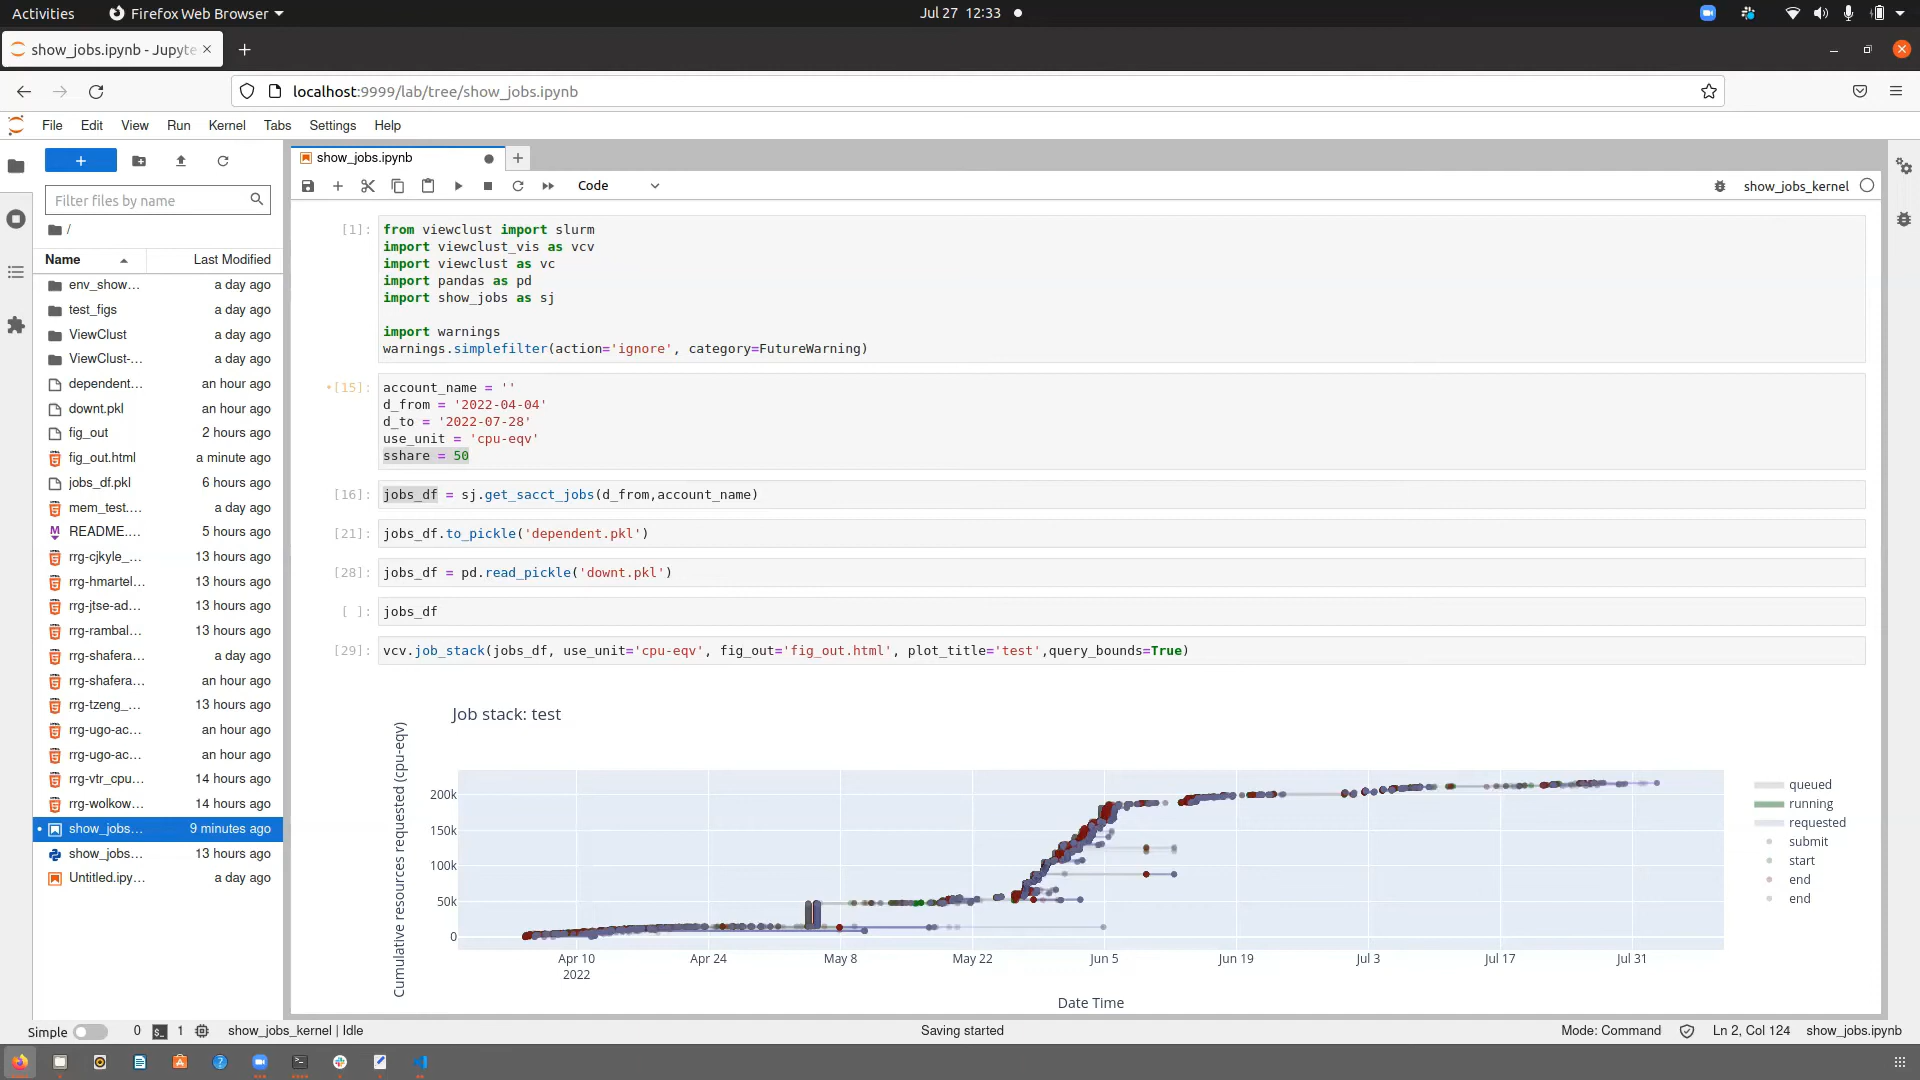 Activities
Firefox Web Browser
Jul 27 12:33
show_jobs.ipynb - Jupyte
localhost:9999/lab/tree/show_jobs.ipynb
File Edit View Run Kernel Tabs Settings Help
show_jobs.ipynb
Code
show_jobs_kernel
Filter files by name
/
Name Last Modified
env_show... a day ago
test_figs a day ago
ViewClust a day ago
ViewClust-... a day ago
dependent... an hour ago
downt.pkl an hour ago
fig_out 2 hours ago
fig_out.html a minute ago
jobs_df.pkl 6 hours ago
mem_test.... a day ago
README.... 5 hours ago
rrg-cjkyle_... 13 hours ago
rrg-hmartel... 13 hours ago
rrg-jtse-ad... 13 hours ago
rrg-rambal... 13 hours ago
rrg-shafera... a day ago
rrg-shafera... an hour ago
rrg-tzeng_... 13 hours ago
rrg-ugo-ac... an hour ago
rrg-ugo-ac... an hour ago
rrg-vtr_cpu... 14 hours ago
rrg-wolkow... 14 hours ago
show_jobs... 9 minutes ago
show_jobs... 13 hours ago
Untitled.ipy... a day ago
[1]: from viewclust import slurm
import viewclust_vis as vcv
import viewclust as vc
import pandas as pd
import show_jobs as sj
import warnings
warnings.simplefilter(action='ignore', category=FutureWarning)
[15]: account_name = ''
d_from = '2022-04-04'
d_to = '2022-07-28'
use_unit = 'cpu-eqv'
sshare = 50
[16]: jobs_df = sj.get_sacct_jobs(d_from,account_name)
[21]: jobs_df.to_pickle('dependent.pkl')
[28]: jobs_df = pd.read_pickle('downt.pkl')
[ ]: jobs_df
[29]: vcv.job_stack(jobs_df, use_unit='cpu-eqv', fig_out='fig_out.html', plot_title='test',query_bounds=True)
Job stack: test
Cumulative resources requested (cpu-eqv)
200k
150k
100k
50k
0
Apr 10 Apr 24 May 8 May 22 Jun 5 Jun 19 Jul 3 Jul 17 Jul 31
2022
Date Time
queued
running
requested
submit
start
end
end
Simple 0 $_ 1 show_jobs_kernel | Idle
Saving started
Mode: Command Ln 2, Col 124 show_jobs.ipynb